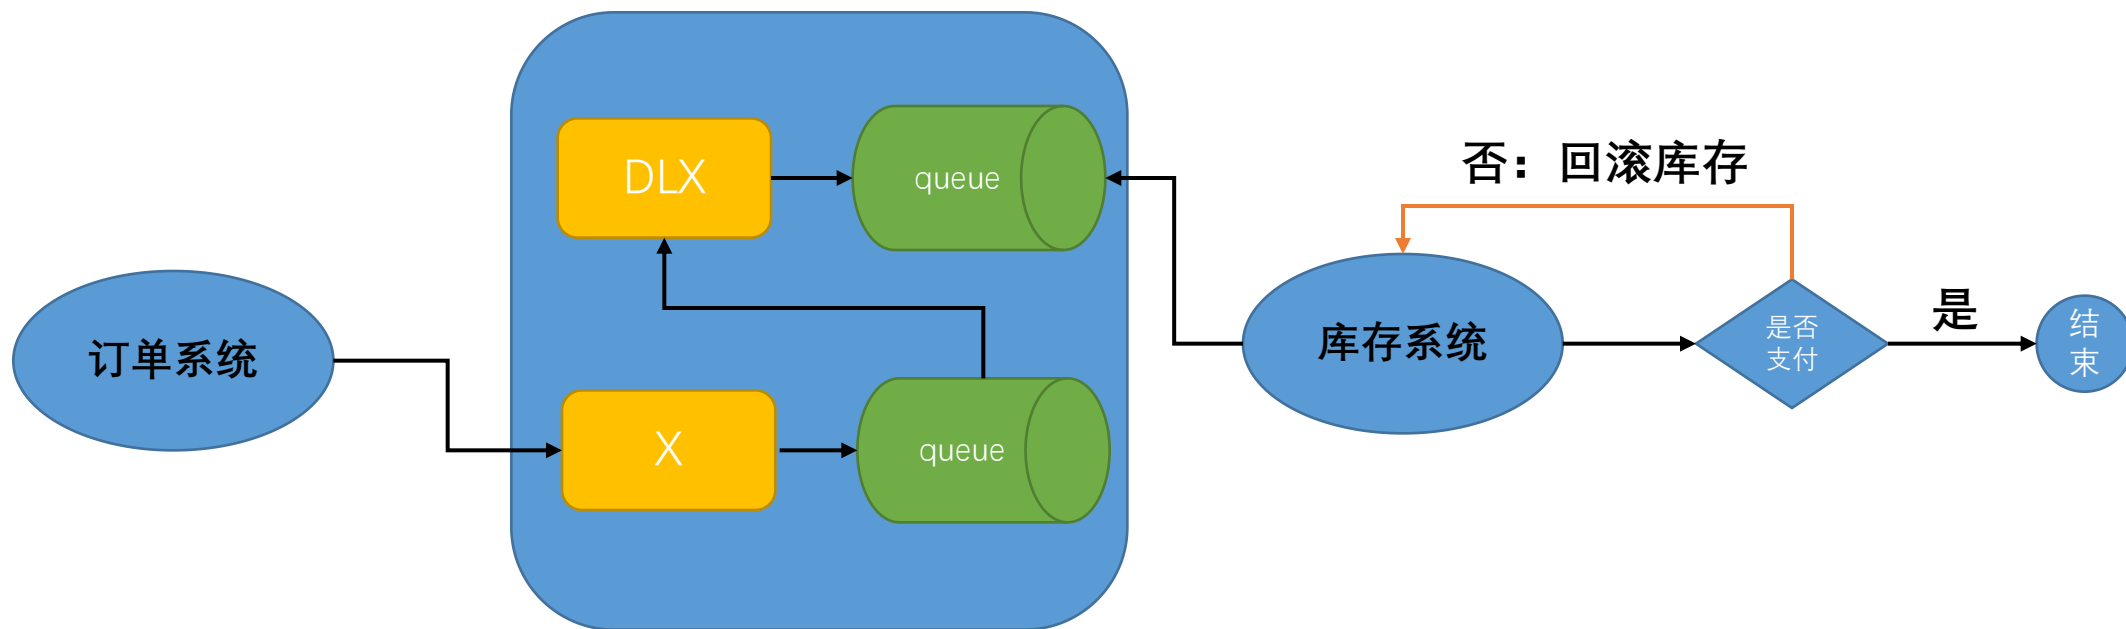 DLX
queue
否：回滚库存
订单系统
X
queue
库存系统
是否
支付
是
结
束